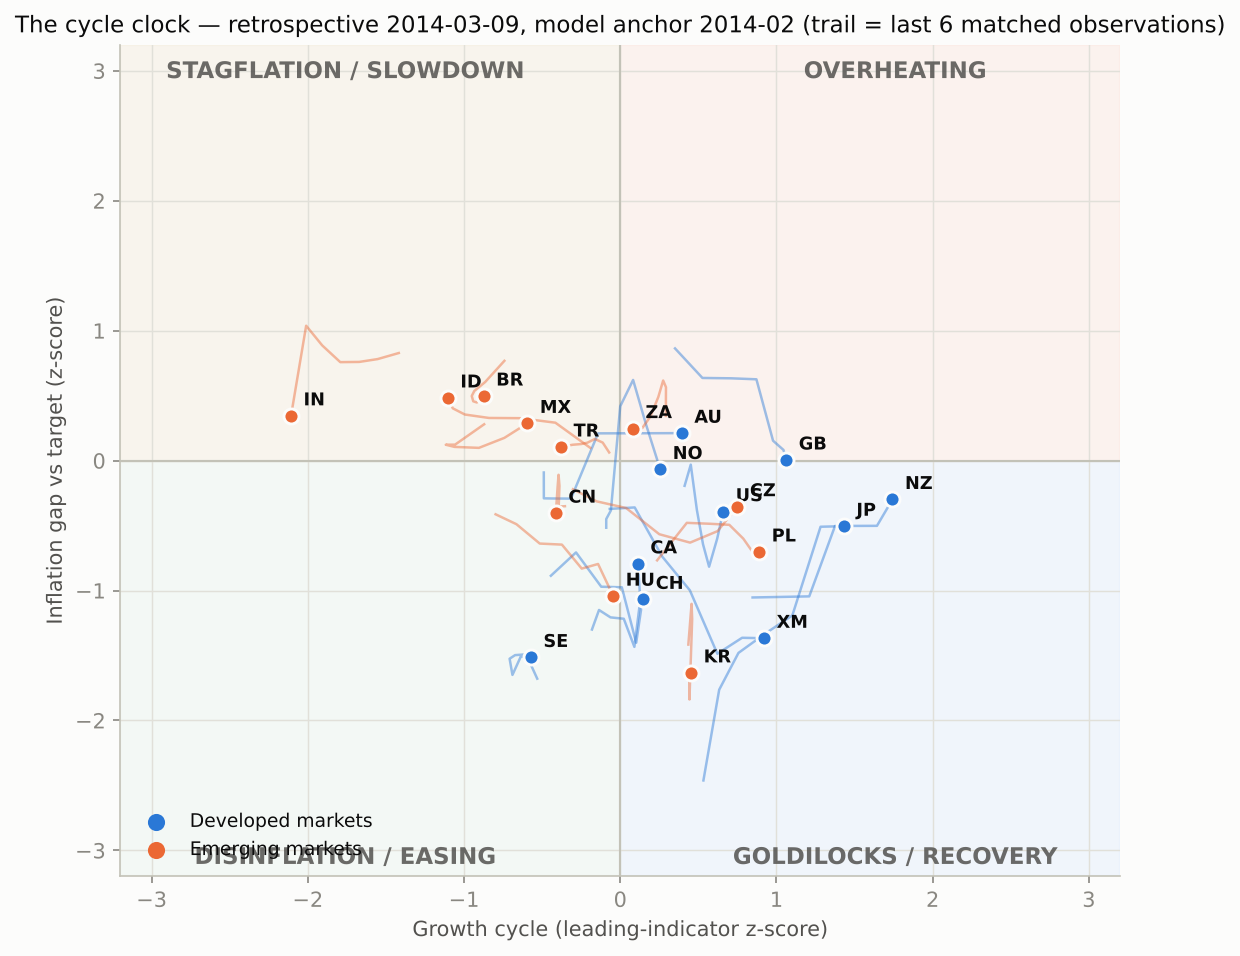 The cycle clock — retrospective 2014-03-09, model anchor 2014-02 (trail = last 6 matched observations)
STAGFLATION / SLOWDOWN
OVERHEATING
3
2
1
0
−1
−2
−3
Inflation gap vs target (z-score)
IN
ID
BR
MX
TR
ZA
AU
NO
GB
CN
US
CZ
NZ
JP
PL
CA
HU
CH
XM
SE
KR
Developed markets
Emerging markets
DISINFLATION / EASING
GOLDILOCKS / RECOVERY
−3
−2
−1
0
1
2
3
Growth cycle (leading-indicator z-score)